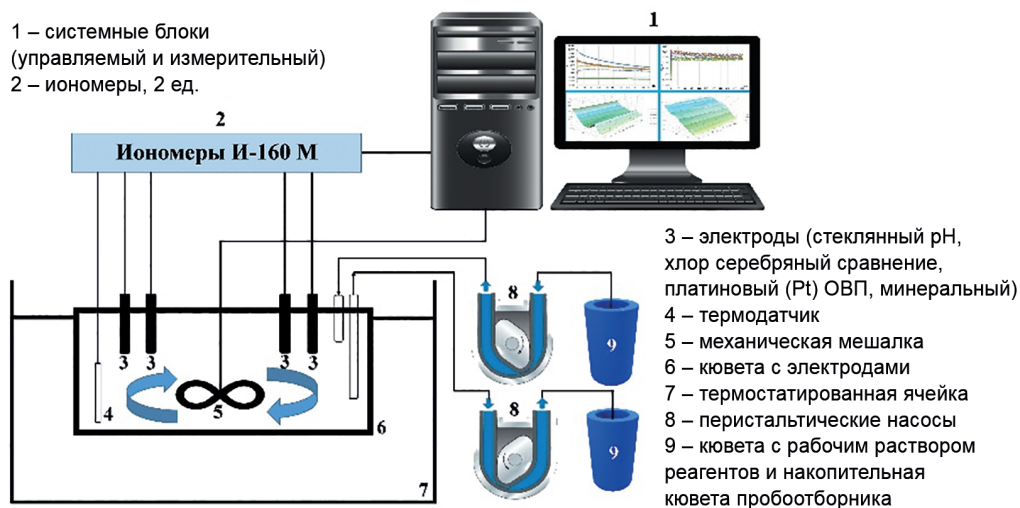 1 – системные блоки
(управляемый и измерительный)
2 – иономеры, 2 ед.
1
2
Иономеры И-160 М
3 – электроды (стеклянный pH,
хлор серебряный сравнение,
платиновый (Pt) ОВП, минеральный)
4 – термодатчик
5 – механическая мешалка
6 – кювета с электродами
7 – термостатированная ячейка
8 – перистальтические насосы
9 – кювета с рабочим раствором
реагентов и накопительная
кювета пробоотборника
8
9
3 3 3 3
4
5
6
8
9
7